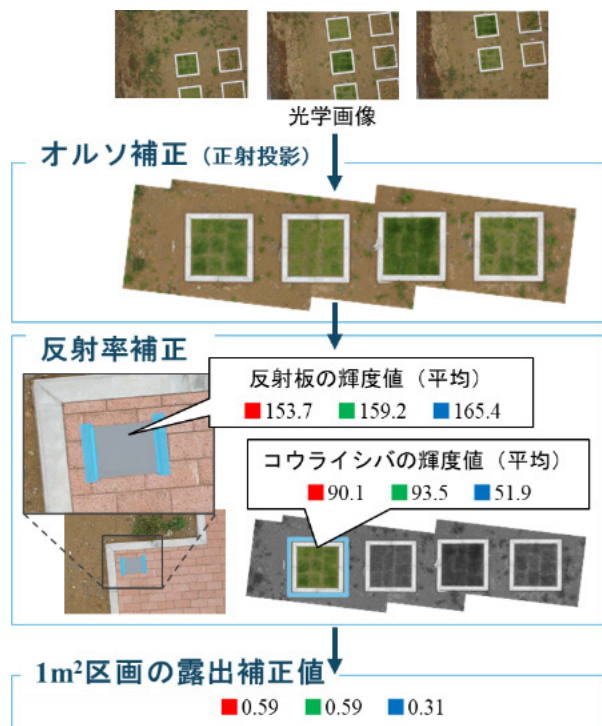 光学画像
オルソ補正（正射投影）
反射率補正
反射板の輝度値（平均）
153.7 159.2 165.4
コウライシバの輝度値（平均）
90.1 93.5 51.9
1m²区画の露出補正値
0.59 0.59 0.31